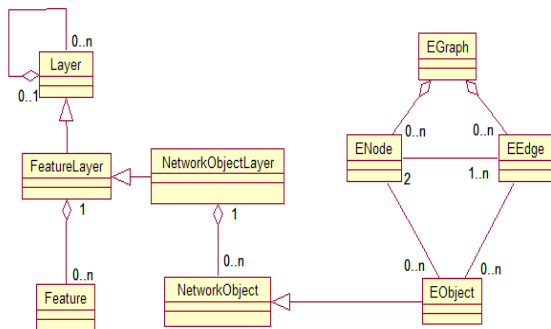 0..n
Layer
0..1
EGraph
0..n
0..n
ENode
EEdge
2
1..n
FeatureLayer
NetworkObjectLayer
1
1
0..n
0..n
0..n
0..n
Feature
NetworkObject
EObject